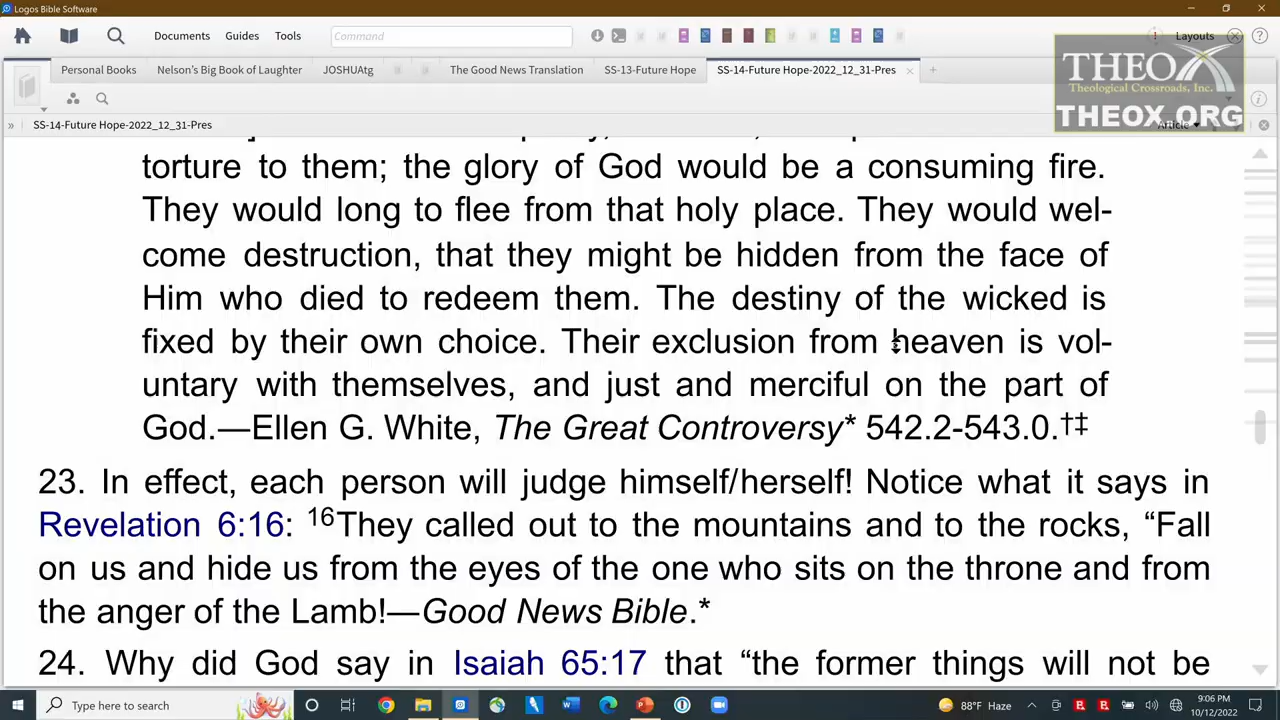 Logos Bible Software
Documents Guides Tools Command Layouts
Personal Books Nelson's Big Book of Laughter JOSHUAtg The Good News Translation SS-13-Future Hope SS-14-Future Hope-2022_12_31-Pres
THEOX
Theological Crossroads, Inc.
THEOX.ORG
SS-14-Future Hope-2022_12_31-Pres Article
torture to them; the glory of God would be a consuming fire.
They would long to flee from that holy place. They would wel-
come destruction, that they might be hidden from the face of
Him who died to redeem them. The destiny of the wicked is
fixed by their own choice. Their exclusion from heaven is vol-
untary with themselves, and just and merciful on the part of
God.—Ellen G. White, The Great Controversy* 542.2-543.0.†‡
23. In effect, each person will judge himself/herself! Notice what it says in
Revelation 6:16: 16They called out to the mountains and to the rocks, “Fall
on us and hide us from the eyes of the one who sits on the throne and from
the anger of the Lamb!—Good News Bible.*
24. Why did God say in Isaiah 65:17 that “the former things will not be
Type here to search 88°F Haze 9:06 PM
10/12/2022